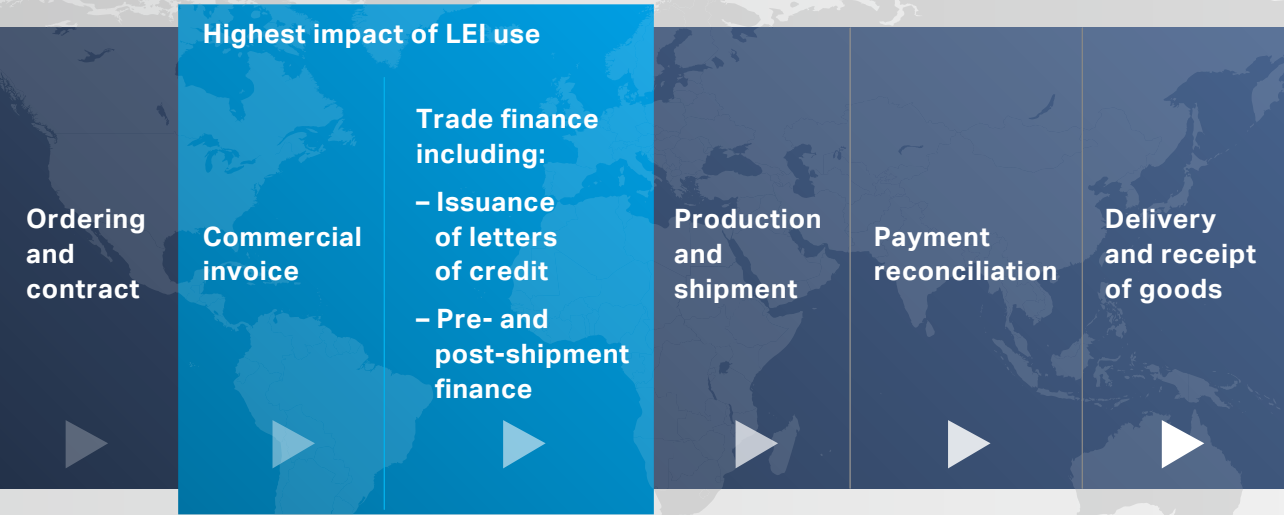 Highest impact of LEI use
Ordering
and
contract
Commercial
invoice
Trade finance
including:
– Issuance
of letters
of credit
– Pre- and
post-shipment
finance
Production
and
shipment
Payment
reconciliation
Delivery
and receipt
of goods